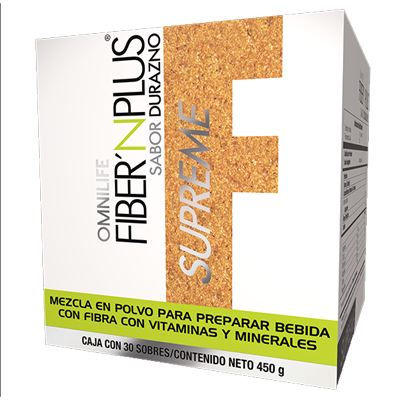 OMNILIFE
FIBER'NPLUS®
SABOR DURAZNO
SUPREME
MEZCLA EN POLVO PARA PREPARAR BEBIDA
CON FIBRA CON VITAMINAS Y MINERALES
CAJA CON 30 SOBRES/CONTENIDO NETO 450 g